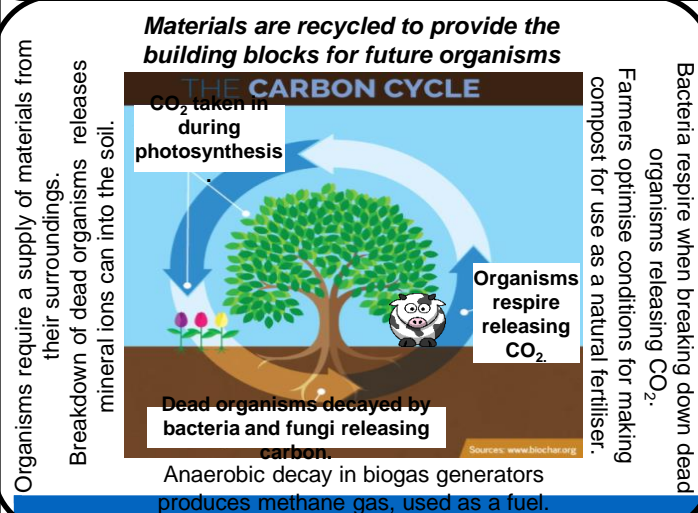 Materials are recycled to provide the
building blocks for future organisms
Organisms require a supply of materials from
their surroundings.
Breakdown of dead organisms releases
mineral ions can into the soil.
THE CARBON CYCLE
CO₂ taken in
during
photosynthesis
.
Organisms
respire
releasing
CO₂.
Dead organisms decayed by
bacteria and fungi releasing
carbon.
Sources: www.biochar.org
Anaerobic decay in biogas generators
produces methane gas, used as a fuel.
Bacteria respire when breaking down dead
organisms releasing CO₂.
Farmers optimise conditions for making
compost for use as a natural fertiliser.